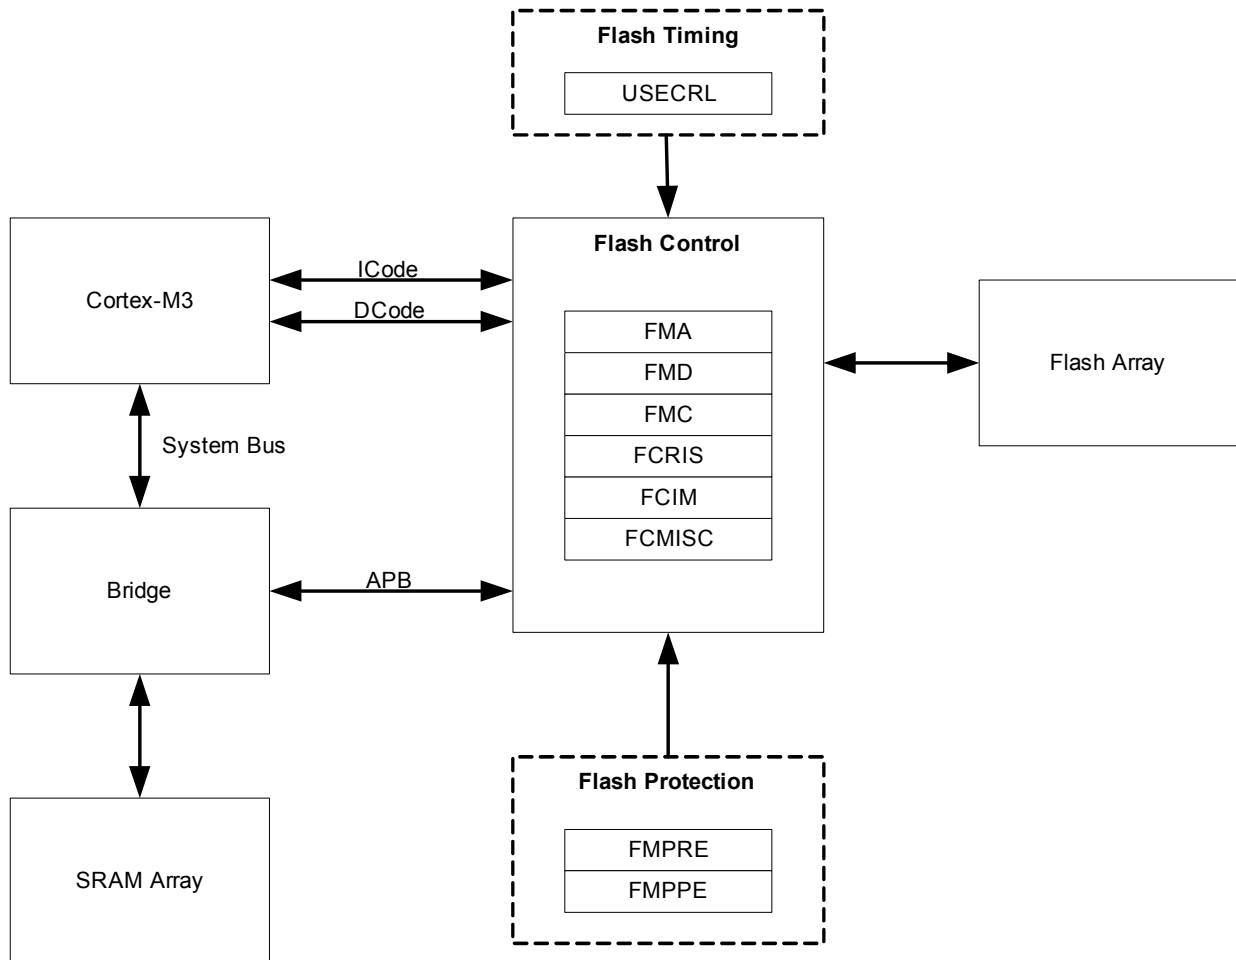 Flash Timing
USECRL
Flash Control
ICode
Cortex-M3
DCode
FMA
FMD
Flash Array
FMC
System Bus
FCRIS
FCIM
FCMISC
Bridge
APB
Flash Protection
FMPRE
SRAM Array
FMPPE